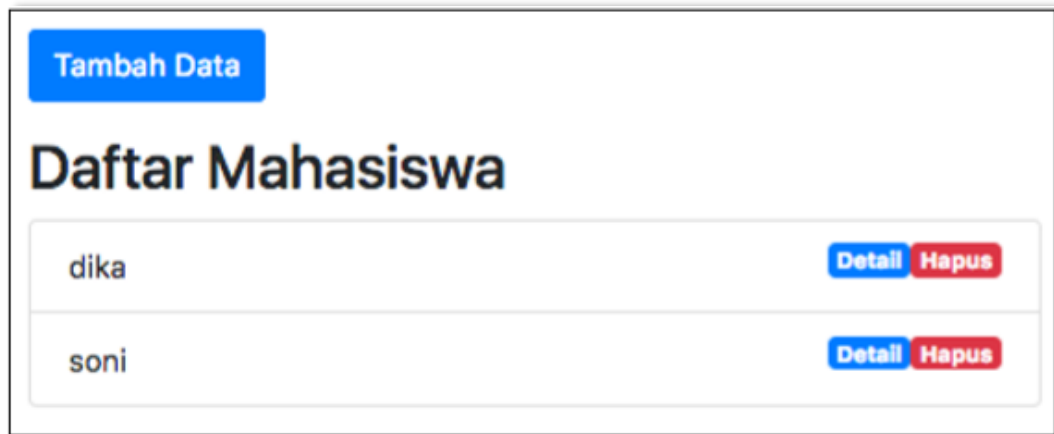 Tambah Data
Daftar Mahasiswa
dika Detail Hapus
soni Detail Hapus